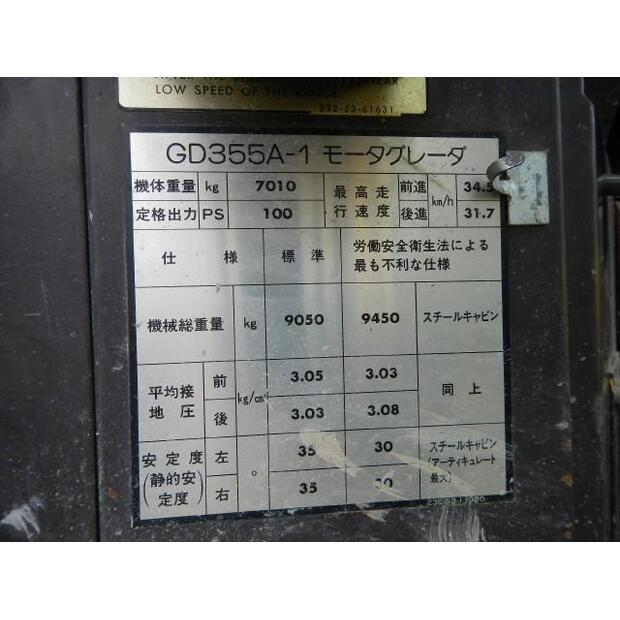 LOW SPEED OF THE
232-53-61631
GD355A-1 モータグレーダ
機体重量 kg 7010 最高走行速度 前進 km/h 34.5
定格出力 PS 100 後進 31.7
仕様 標準 労働安全衛生法による
最も不利な仕様
機械総重量 kg 9050 9450 スチールキャビン
平均接地圧 前 kg/cm² 3.05 3.03 同上
後 3.03 3.08
安定度 左 ° 35 30 スチールキャビン
(静的安定度) 右 35 30 (アーティキュレート
最大)